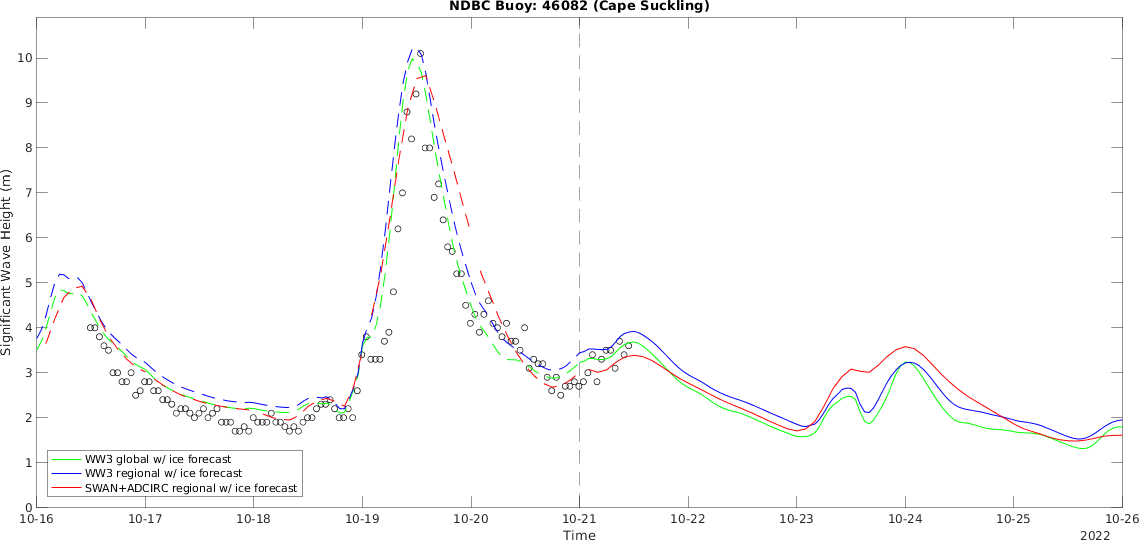 NDBC Buoy: 46082 (Cape Suckling)
Significant Wave Height (m)
10
9
8
7
6
5
4
3
2
1
0
WW3 global w/ ice forecast
WW3 regional w/ ice forecast
SWAN+ADCIRC regional w/ ice forecast
10-16 10-17 10-18 10-19 10-20 10-21 10-22 10-23 10-24 10-25 10-26
Time
2022